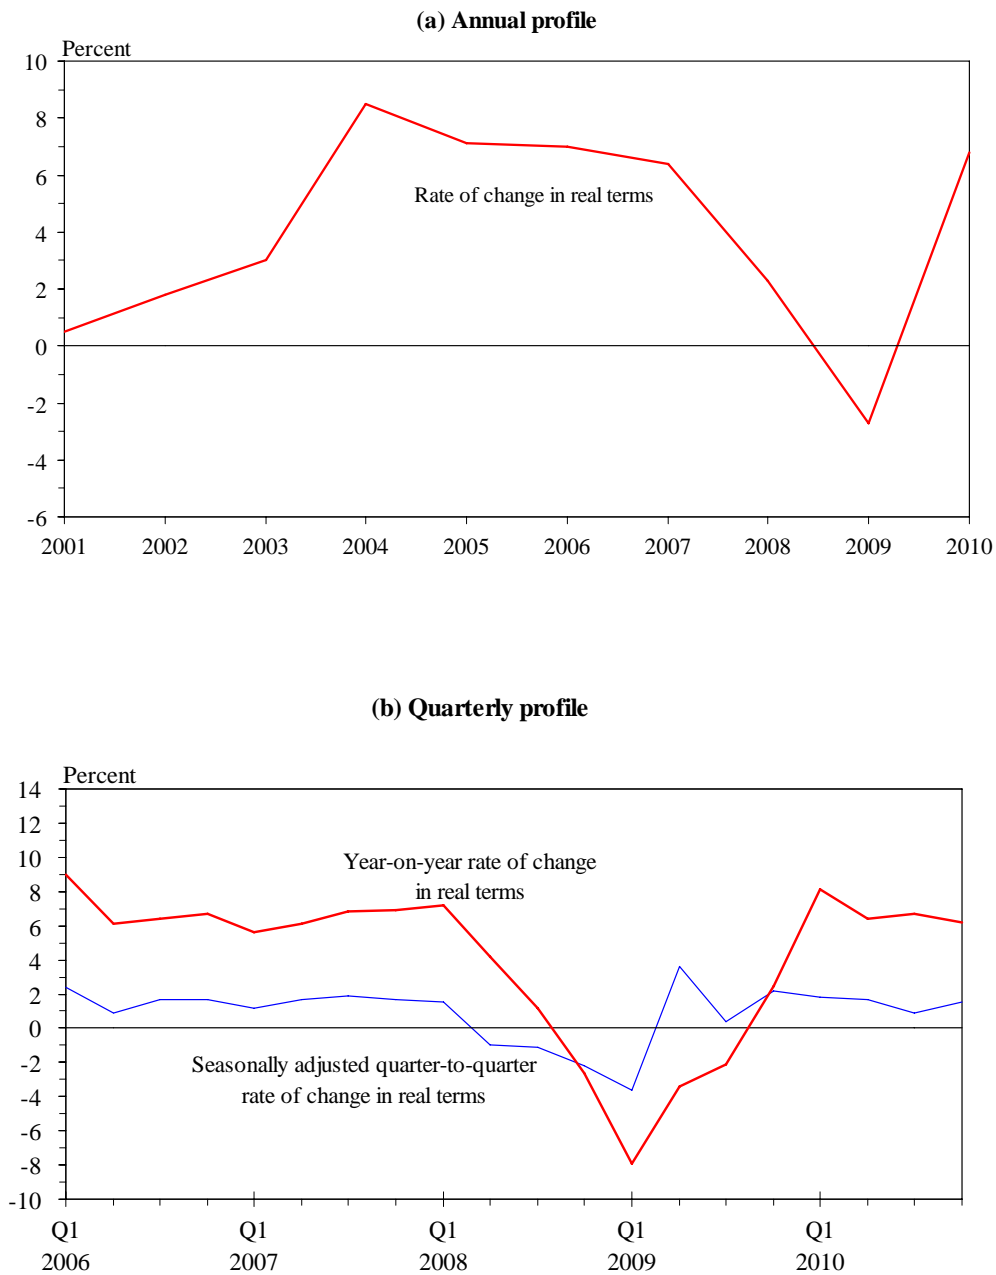 (a) Annual profile
Percent
10
8
6
4
2
0
-2
-4
-6
Rate of change in real terms
2001 2002 2003 2004 2005 2006 2007 2008 2009 2010
(b) Quarterly profile
Percent
14
12
10
8
6
4
2
0
-2
-4
-6
-8
-10
Year-on-year rate of change
in real terms
Seasonally adjusted quarter-to-quarter
rate of change in real terms
Q1 Q1 Q1 Q1 Q1
2006 2007 2008 2009 2010